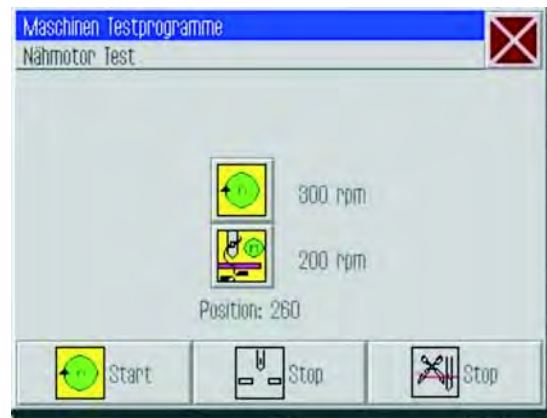 Maschinen Testprogramme
Nähmotor Test
300 rpm
200 rpm
Position: 260
Start
Stop
Stop